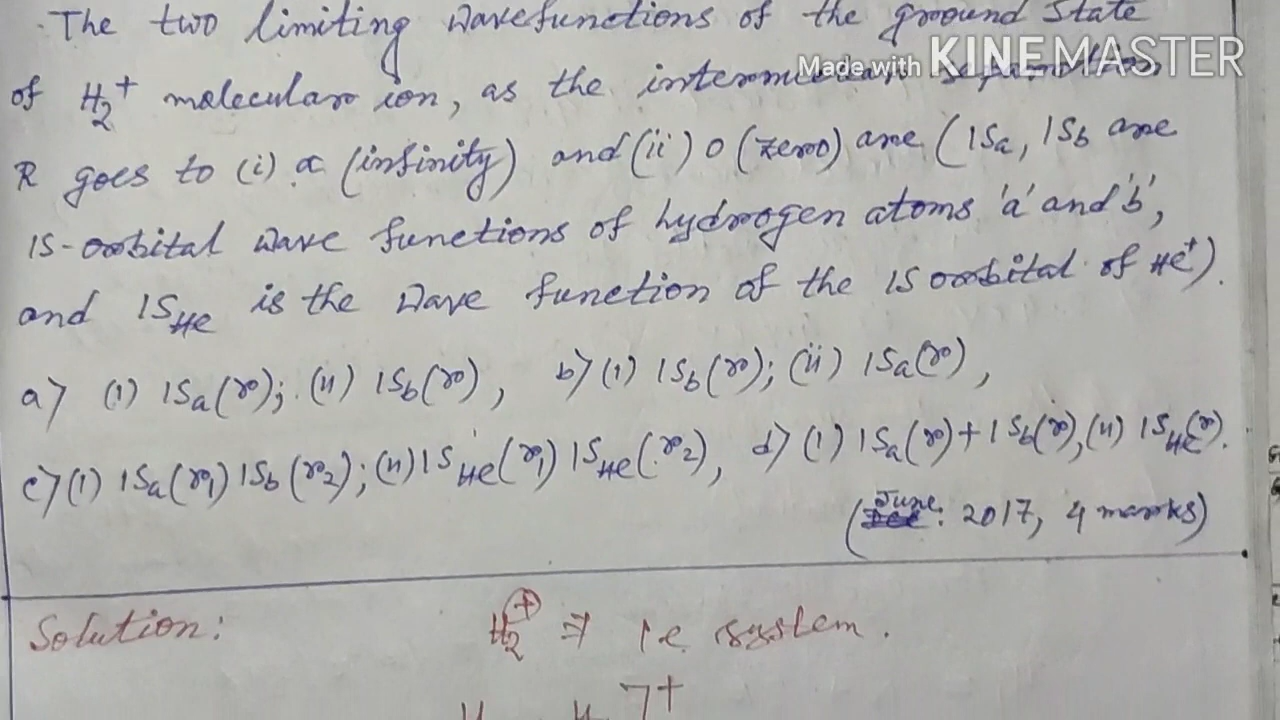 The two limiting wavefunctions of the ground State
Made with KINEMASTER
of H₂⁺ molecular ion, as the internuclear separation
R goes to (i) ∝ (infinity) and (ii) 0 (zero) are (1Sa, 1Sb are
1S-orbital wave functions of hydrogen atoms 'a' and 'b',
and 1SHe is the wave function of the 1S orbital of He⁺).
a> (i) 1Sa(r); (ii) 1Sb(r), b> (i) 1Sb(r); (ii) 1Sa(r),
c> (i) 1Sa(r₁) 1Sb(r₂); (ii) 1SHe(r₁) 1SHe(r₂), d> (i) 1Sa(r) + 1Sb(r), (ii) 1SHe(r).
(June: 2017, 4 marks)
Solution: H₂⁺ ⇒ 1e system.